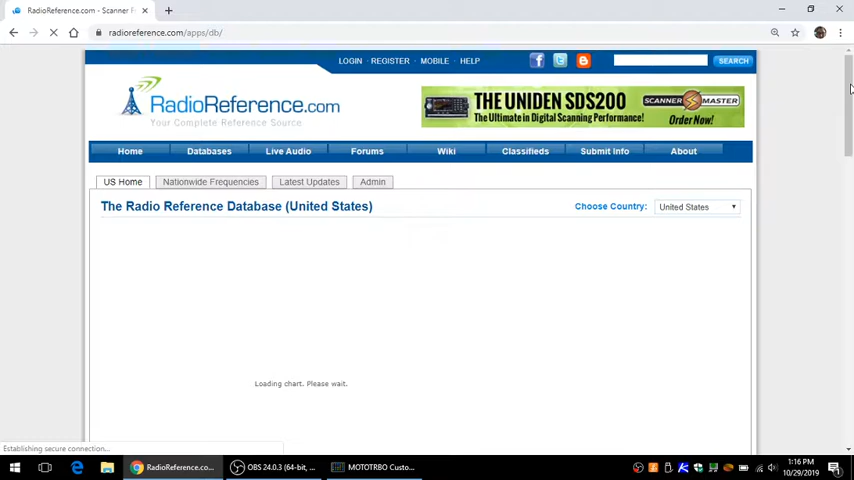 RadioReference.com - Scanner F
radioreference.com/apps/db/
LOGIN · REGISTER · MOBILE · HELP
SEARCH
RadioReference.com
Your Complete Reference Source
THE UNIDEN SDS200
The Ultimate in Digital Scanning Performance!
SCANNER MASTER
Order Now!
Home Databases Live Audio Forums Wiki Classifieds Submit Info About
US Home Nationwide Frequencies Latest Updates Admin
The Radio Reference Database (United States)
Choose Country: United States
Loading chart. Please wait.
Establishing secure connection...
RadioReference.co... OBS 24.0.3 (64-bit, ... MOTOTRBO Custo...
1:16 PM
10/29/2019